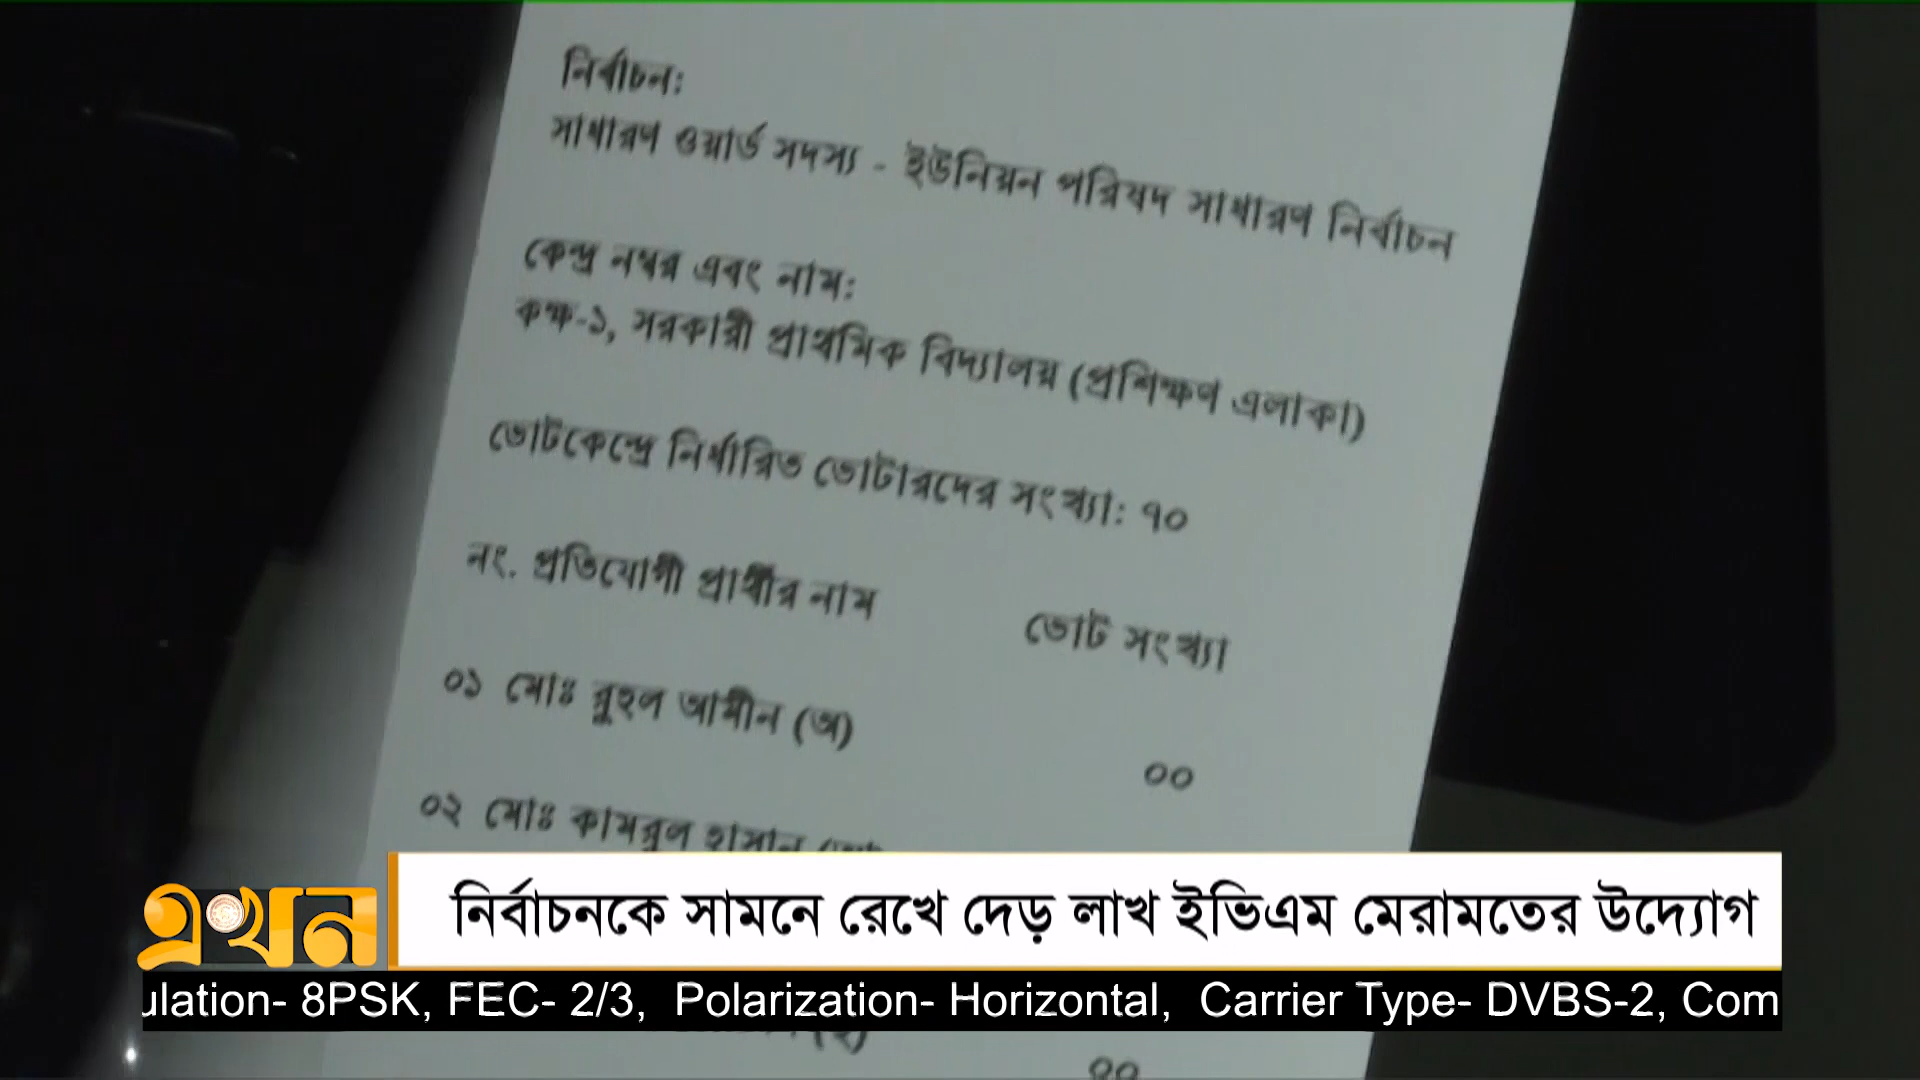 নির্বাচন:
সাধারণ ওয়ার্ড সদস্য - ইউনিয়ন পরিষদ সাধারণ নির্বাচন
কেন্দ্র নম্বর এবং নাম:
কক্ষ-১, সরকারী প্রাথমিক বিদ্যালয় (প্রশিক্ষণ এলাকা)
ভোটকেন্দ্রে নির্ধারিত ভোটারদের সংখ্যা: ৭০
নং. প্রতিযোগী প্রার্থীর নাম ভোট সংখ্যা
০১ মোঃ রুহুল আমীন (অ)
০০
০২ মোঃ কামরুল হাসান
এখন
নির্বাচনকে সামনে রেখে দেড় লাখ ইভিএম মেরামতের উদ্যোগ
ulation- 8PSK, FEC- 2/3, Polarization- Horizontal, Carrier Type- DVBS-2, Com